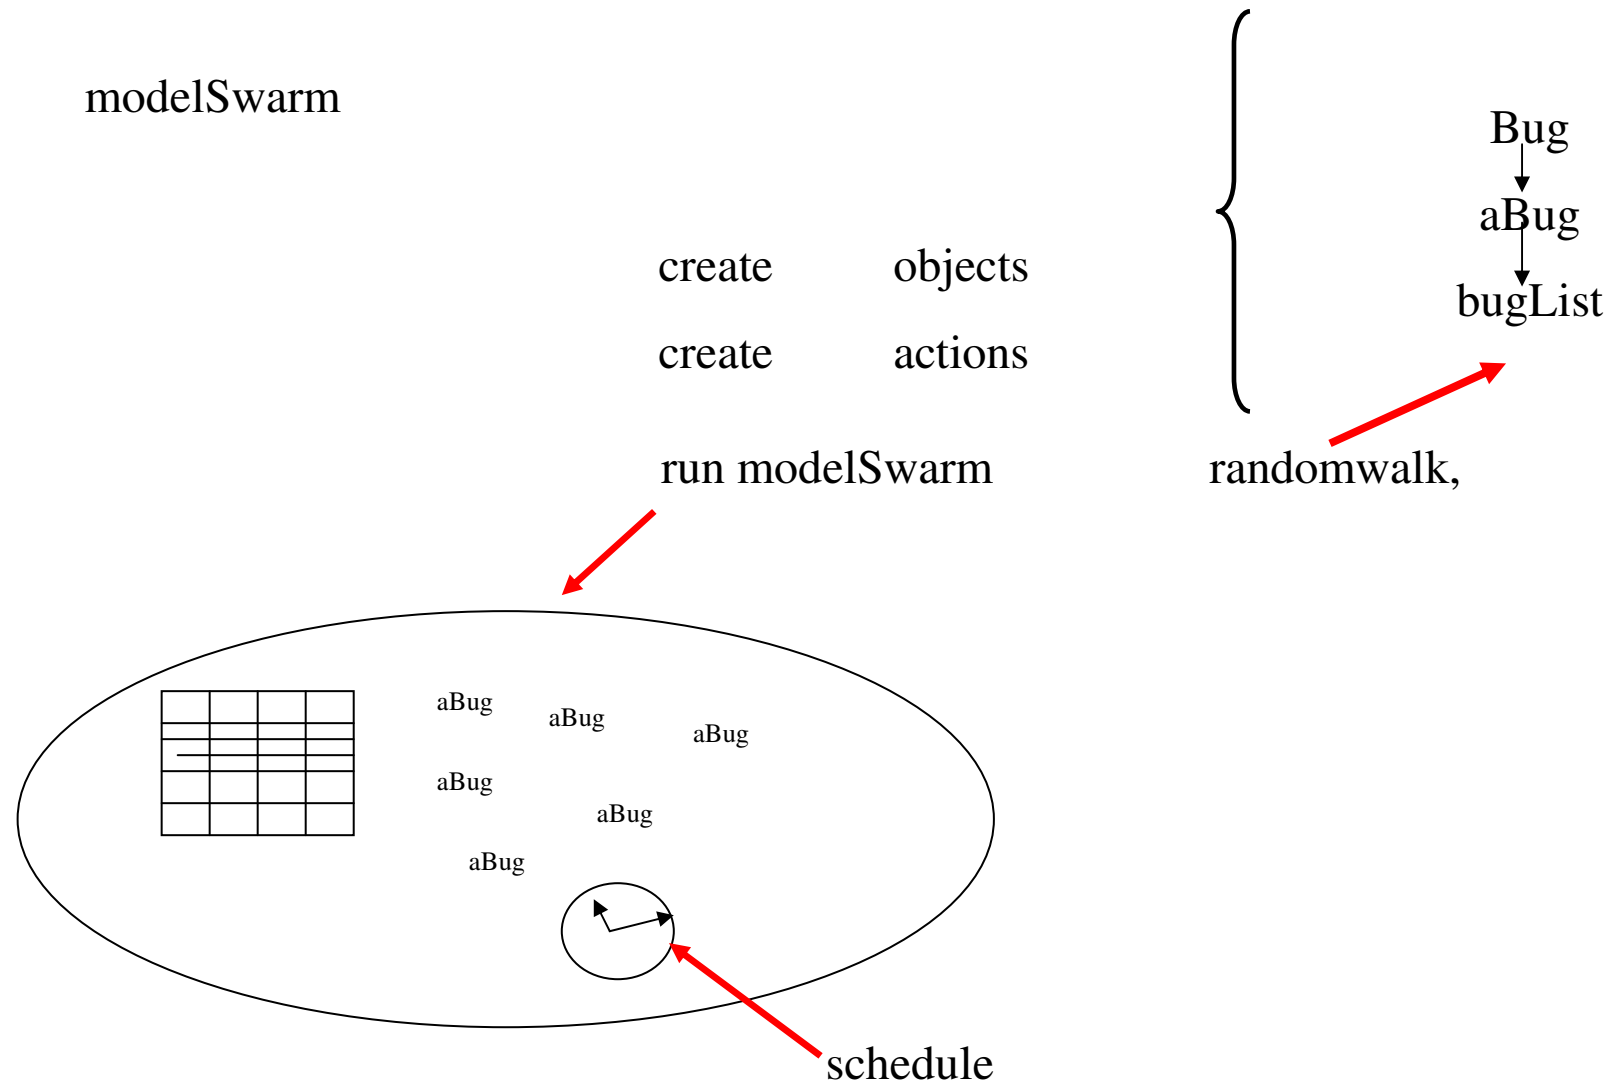 modelSwarm
Bug
aBug
create objects
bugList
create actions
run modelSwarm randomwalk,
aBug
aBug
aBug
aBug
aBug
aBug
schedule